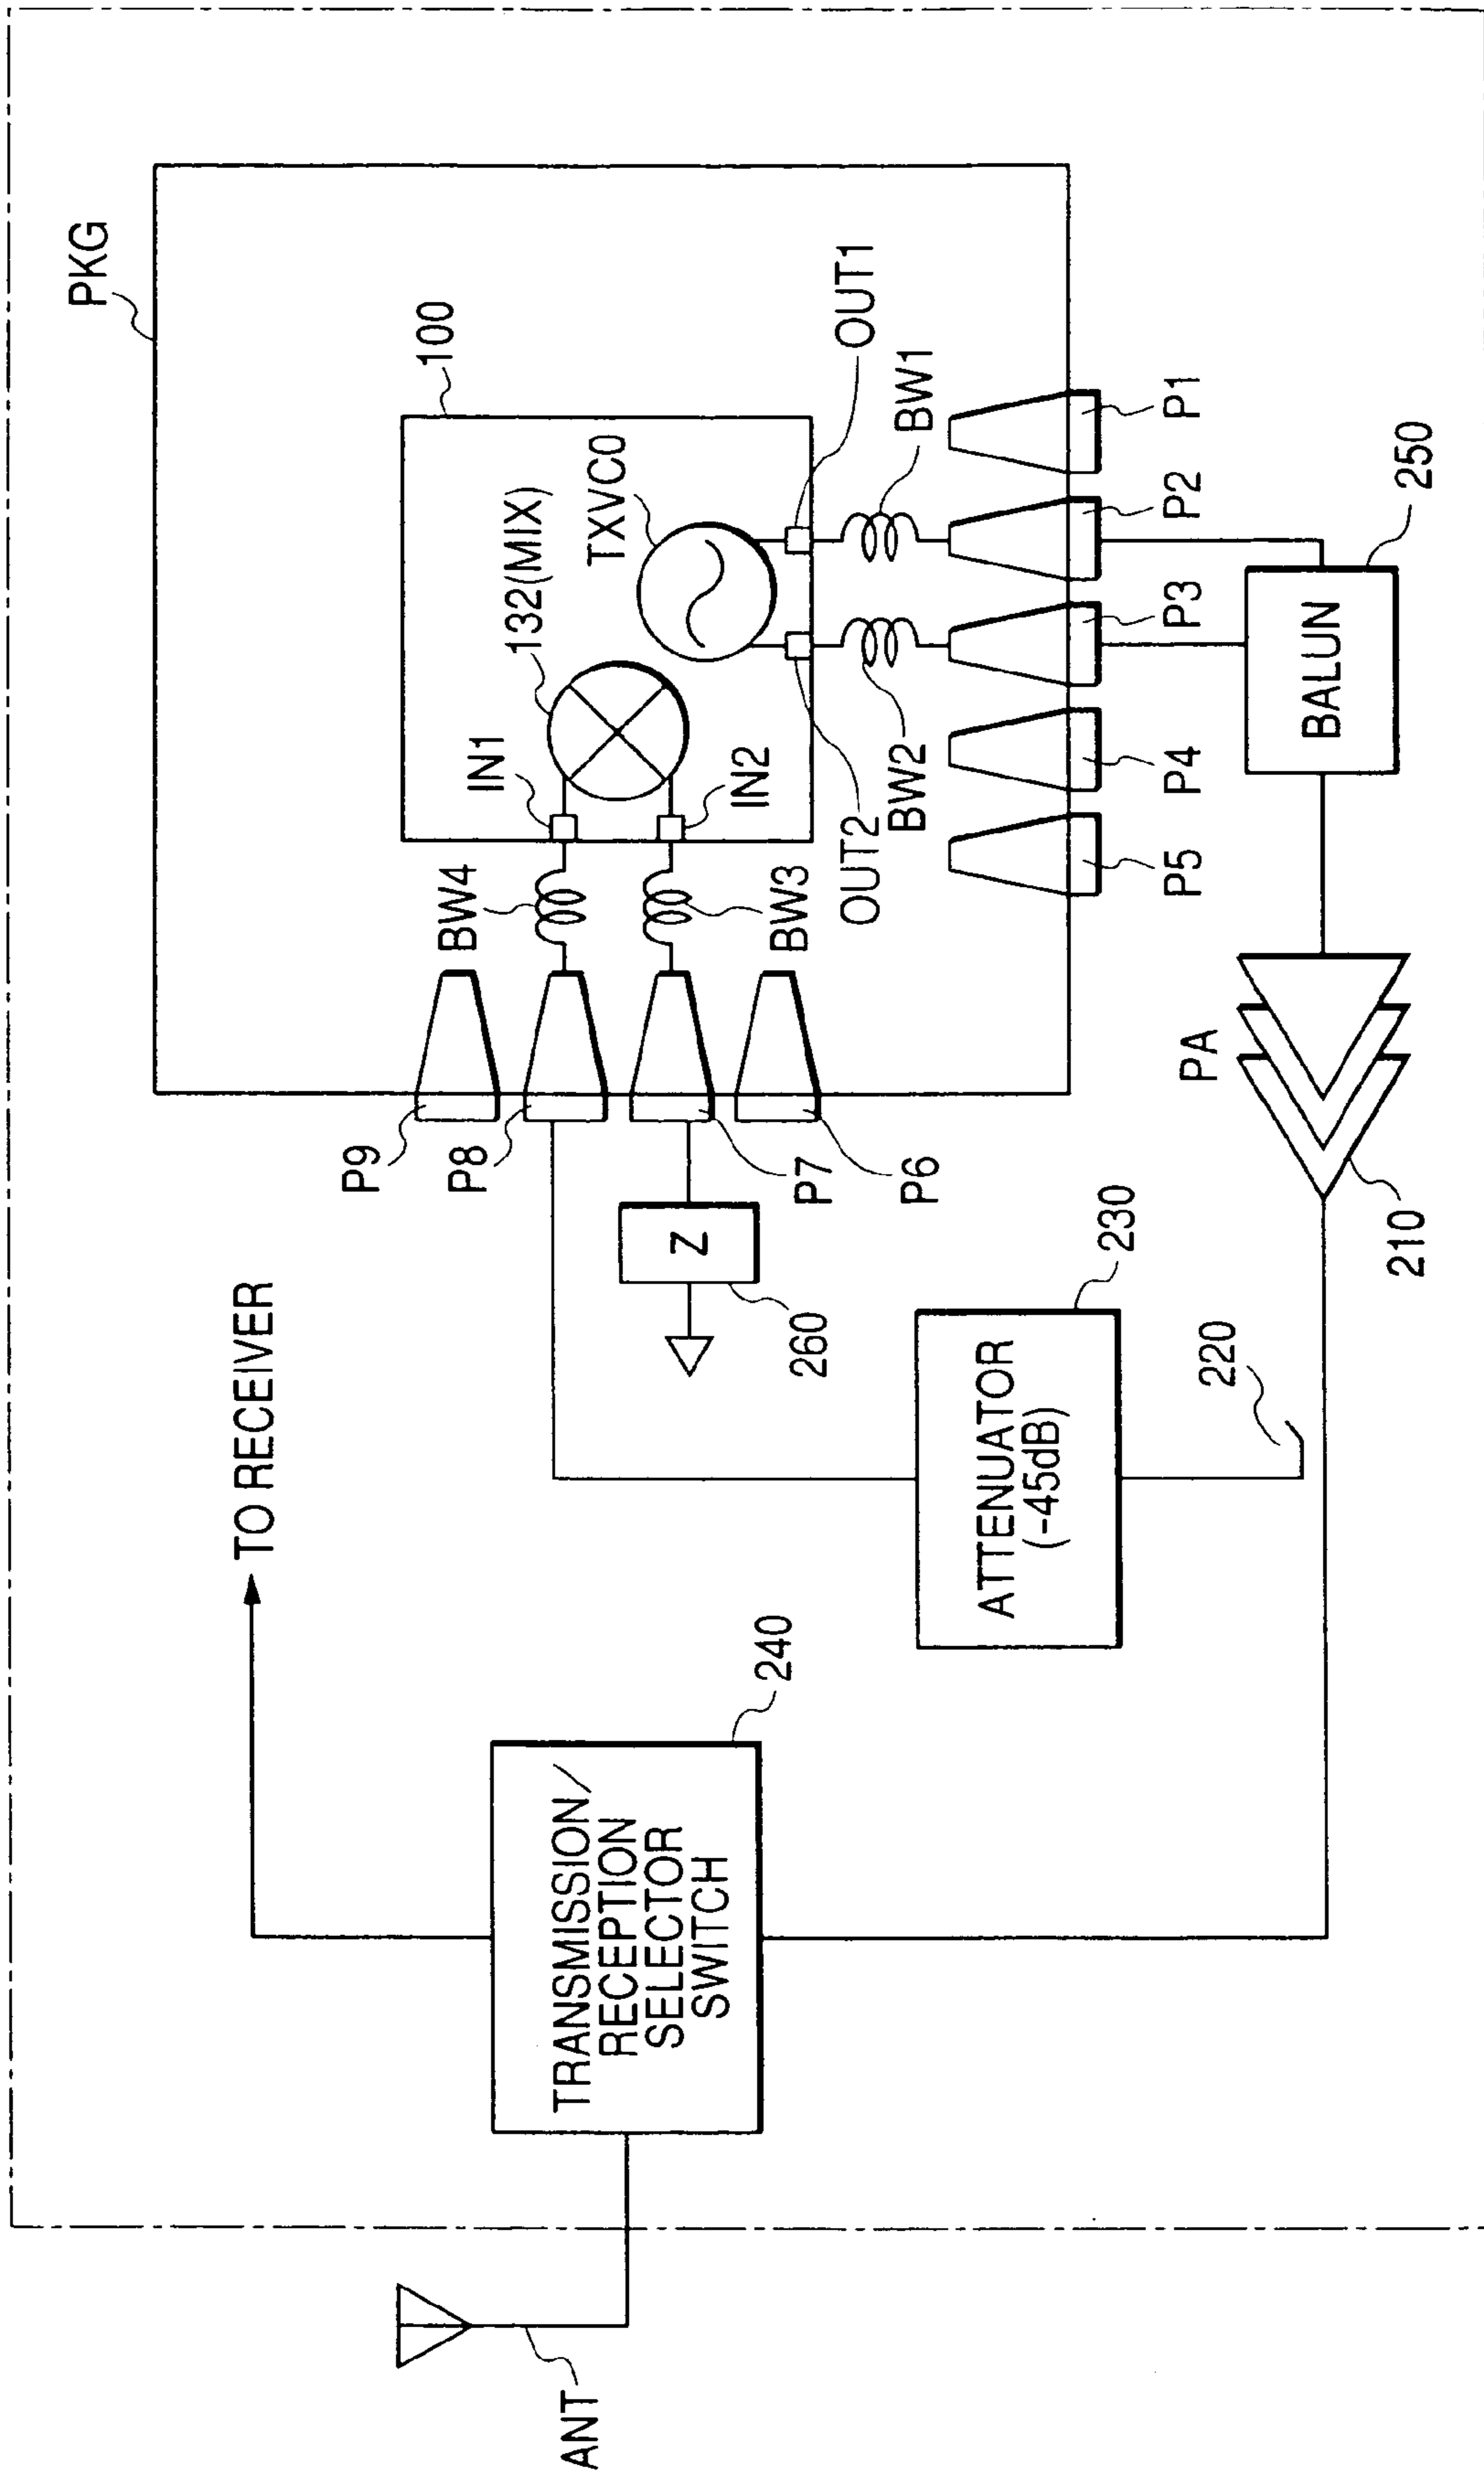 PKG
100
132(MIX)
TXVC0
IN1
IN2
OUT1
OUT2
BW1
BW2
BW3
BW4
P1
P2
P3
P4
P5
P6
P7
P8
P9
BALUN
250
PA
210
Z
260
ATTENUATOR
(-45dB)
230
220
TO RECEIVER
TRANSMISSION/
RECEPTION
SELECTOR
SWITCH
240
ANT